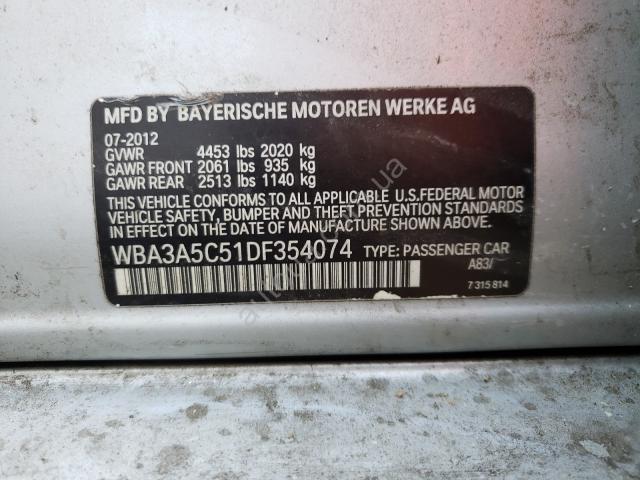 MFD BY BAYERISCHE MOTOREN WERKE AG
07-2012
GVWR 4453 lbs 2020 kg
GAWR FRONT 2061 lbs 935 kg
GAWR REAR 2513 lbs 1140 kg
THIS VEHICLE CONFORMS TO ALL APPLICABLE U.S.FEDERAL MOTOR
VEHICLE SAFETY, BUMPER AND THEFT PREVENTION STANDARDS
IN EFFECT ON THE DATE OF MANUFACTURE SHOWN ABOVE.
WBA3A5C51DF354074 TYPE: PASSENGER CAR
A83/
7 315 814